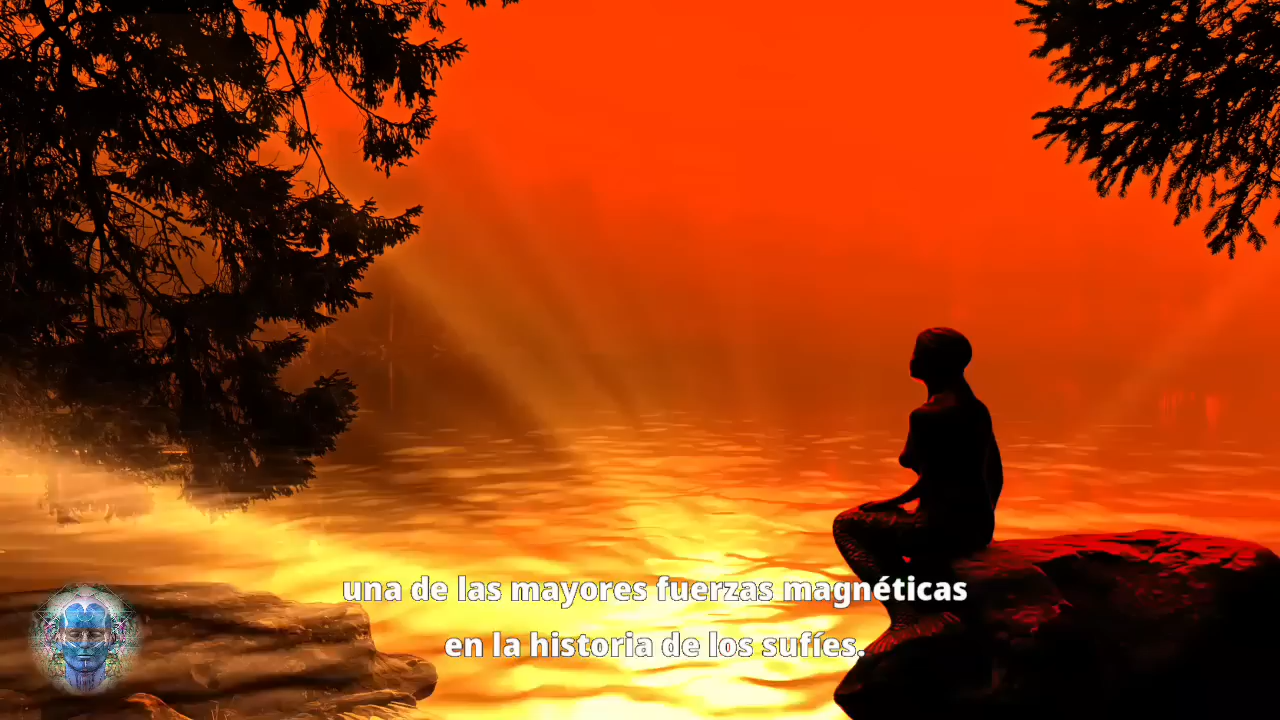 una de las mayores fuerzas magnéticas
en la historia de los sufíes.